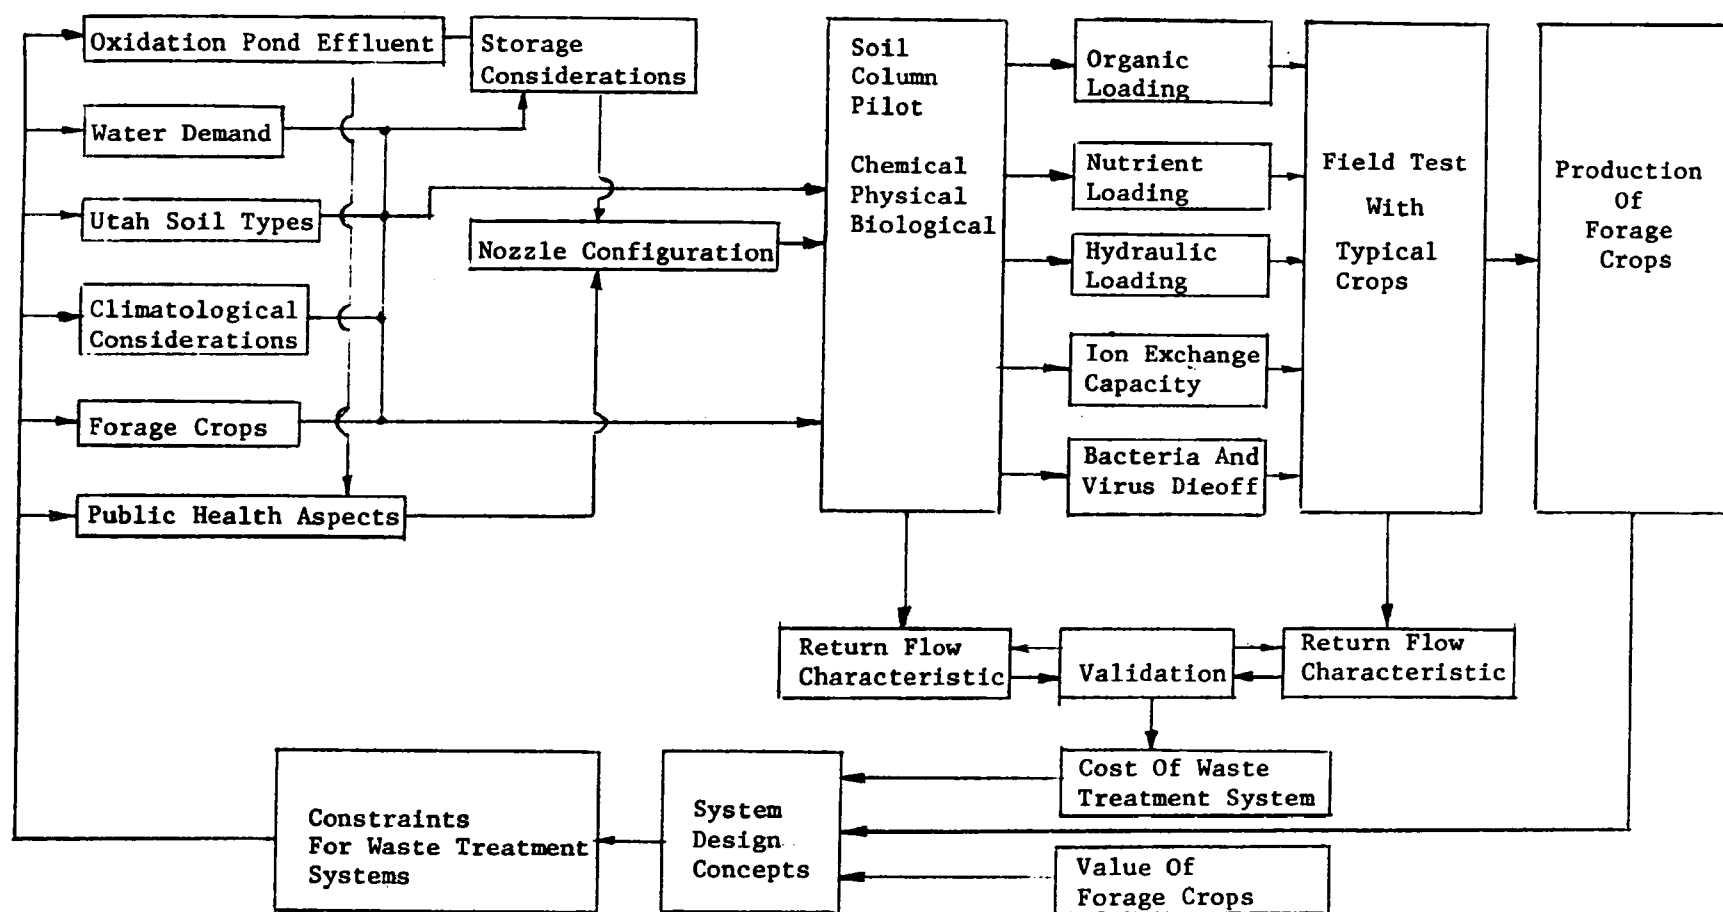 Oxidation Pond Effluent
Storage
Considerations
Water Demand
Utah Soil Types
Nozzle Configuration
Climatological
Considerations
Forage Crops
Public Health Aspects
Soil
Column
Pilot
Chemical
Physical
Biological
Organic
Loading
Nutrient
Loading
Hydraulic
Loading
Ion Exchange
Capacity
Bacteria And
Virus Dieoff
Field Test
With
Typical
Crops
Production
Of
Forage
Crops
Return Flow
Characteristic
Validation
Return Flow
Characteristic
Cost Of Waste
Treatment System
Constraints
For Waste Treatment
Systems
System
Design
Concepts
Value Of
Forage Crops